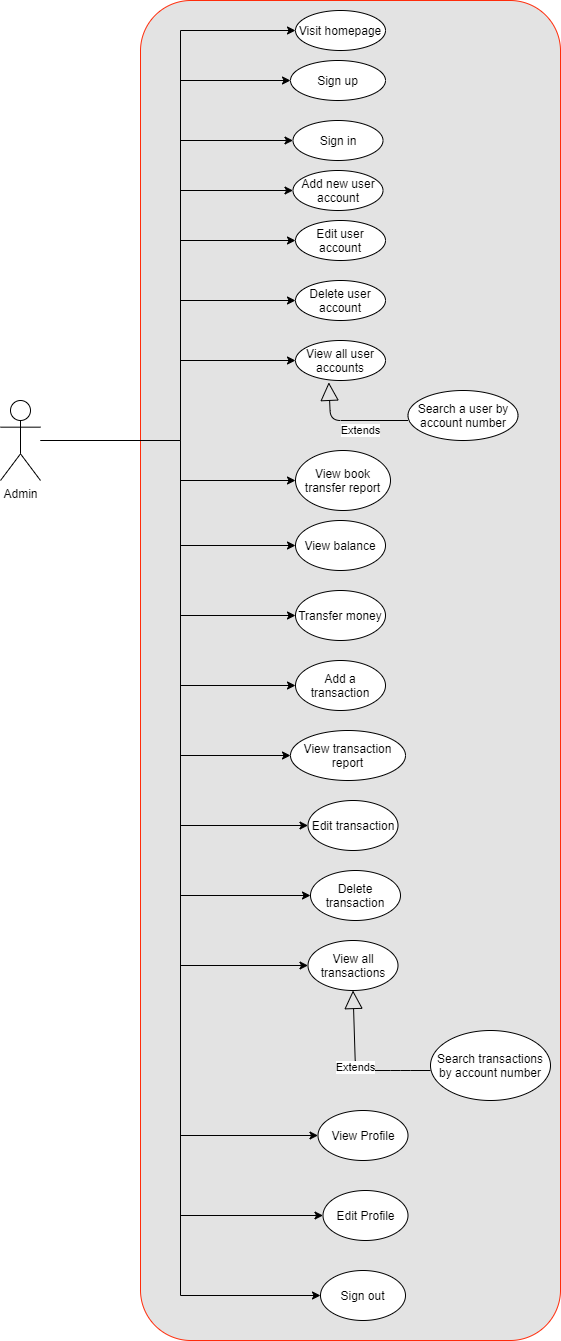 Visit homepage
Sign up
Sign in
Add new user
account
Edit user
account
Delete user
account
View all user
accounts
Search a user by
account number
Extends
Admin
View book
transfer report
View balance
Transfer money
Add a
transaction
View transaction
report
Edit transaction
Delete
transaction
View all
transactions
Search transactions
by account number
Extends
View Profile
Edit Profile
Sign out